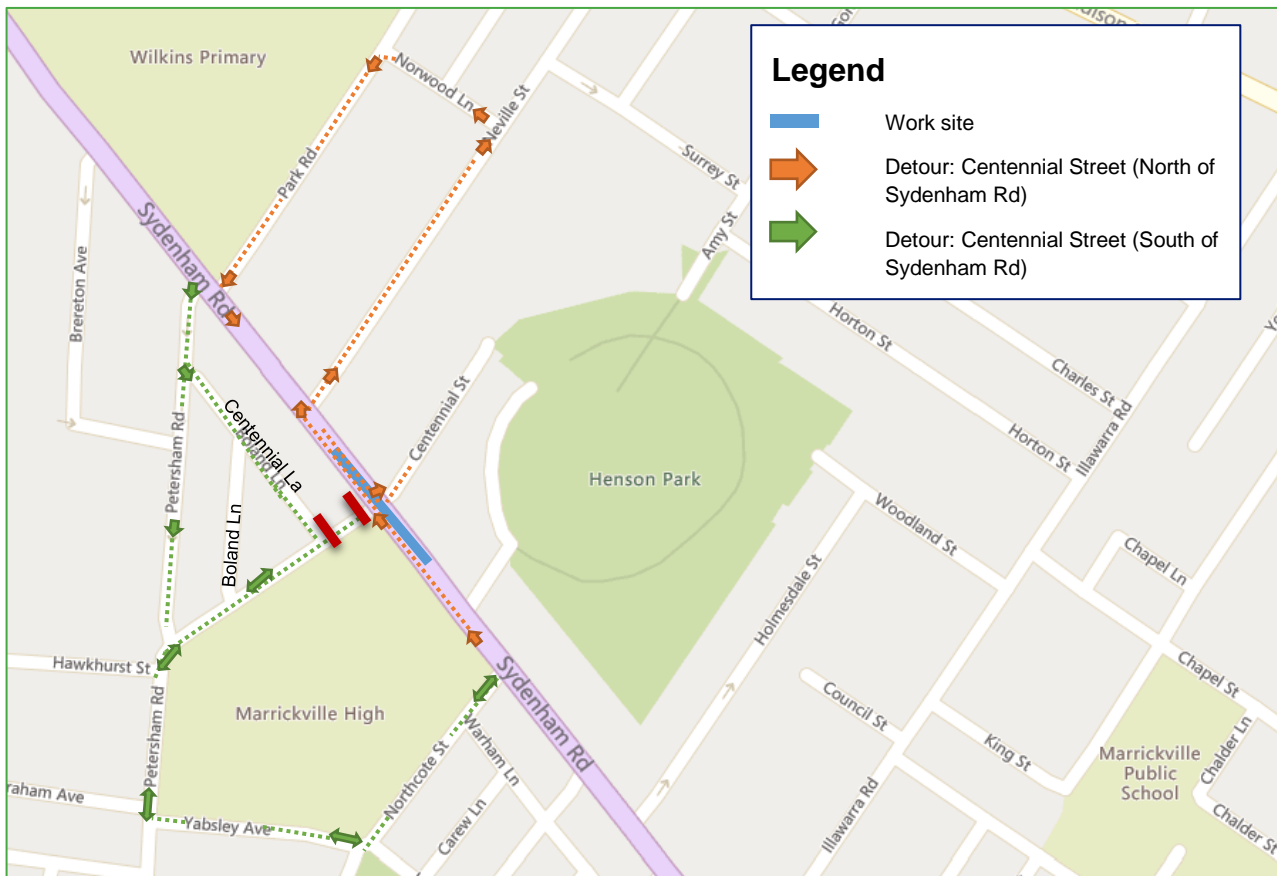 Legend
Work site
Detour: Centennial Street (North of
Sydenham Rd)
Detour: Centennial Street (South of
Sydenham Rd)
Wilkins Primary
Norwood Ln
Neville St
Park Rd
Surrey St
Amy St
Sydenham Rd
Brereton Ave
Horton St
Charles St
Horton St
Illawarra Rd
Centennial St
Centennial La
Petersham Rd
Boland Ln
Henson Park
Woodland St
Chapel Ln
Holmesdale St
Hawkhurst St
Marrickville High
Petersham Rd
Sydenham Rd
Warham Ln
Northcote St
Council St
King St
Chapel St
Chalder Ln
Marrickville
Public
School
Chalder St
raham Ave
Yabsley Ave
Carew Ln
Illawarra Rd